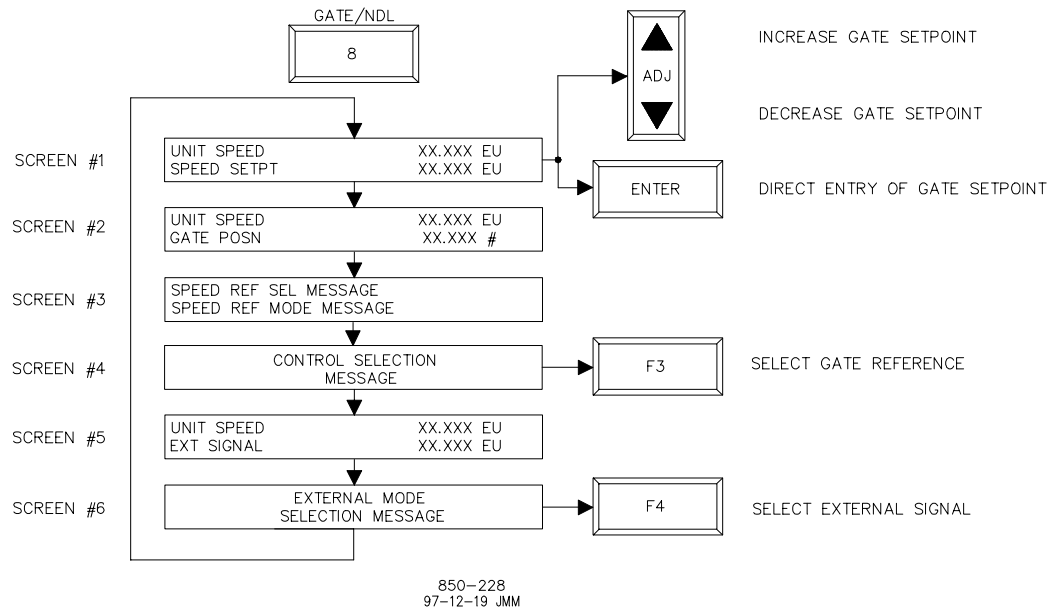 GATE/NDL
8
INCREASE GATE SETPOINT
ADJ
DECREASE GATE SETPOINT
SCREEN #1
UNIT SPEED XX.XXX EU
SPEED SETPT XX.XXX EU
ENTER
DIRECT ENTRY OF GATE SETPOINT
SCREEN #2
UNIT SPEED XX.XXX EU
GATE POSN XX.XXX #
SCREEN #3
SPEED REF SEL MESSAGE
SPEED REF MODE MESSAGE
SCREEN #4
CONTROL SELECTION
MESSAGE
F3
SELECT GATE REFERENCE
SCREEN #5
UNIT SPEED XX.XXX EU
EXT SIGNAL XX.XXX EU
SCREEN #6
EXTERNAL MODE
SELECTION MESSAGE
F4
SELECT EXTERNAL SIGNAL
850-228
97-12-19 JMM